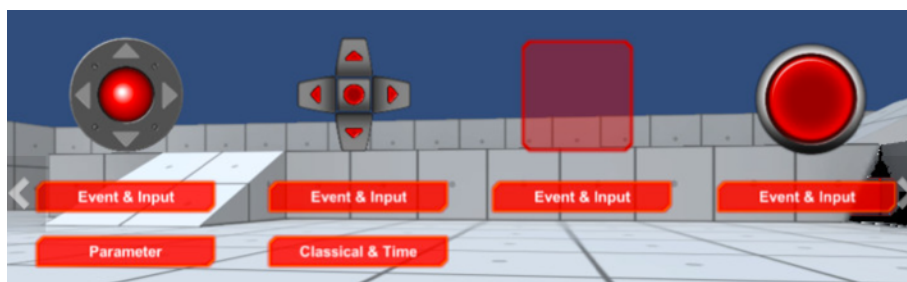 Event & Input
Event & Input
Event & Input
Event & Input
Parameter
Classical & Time